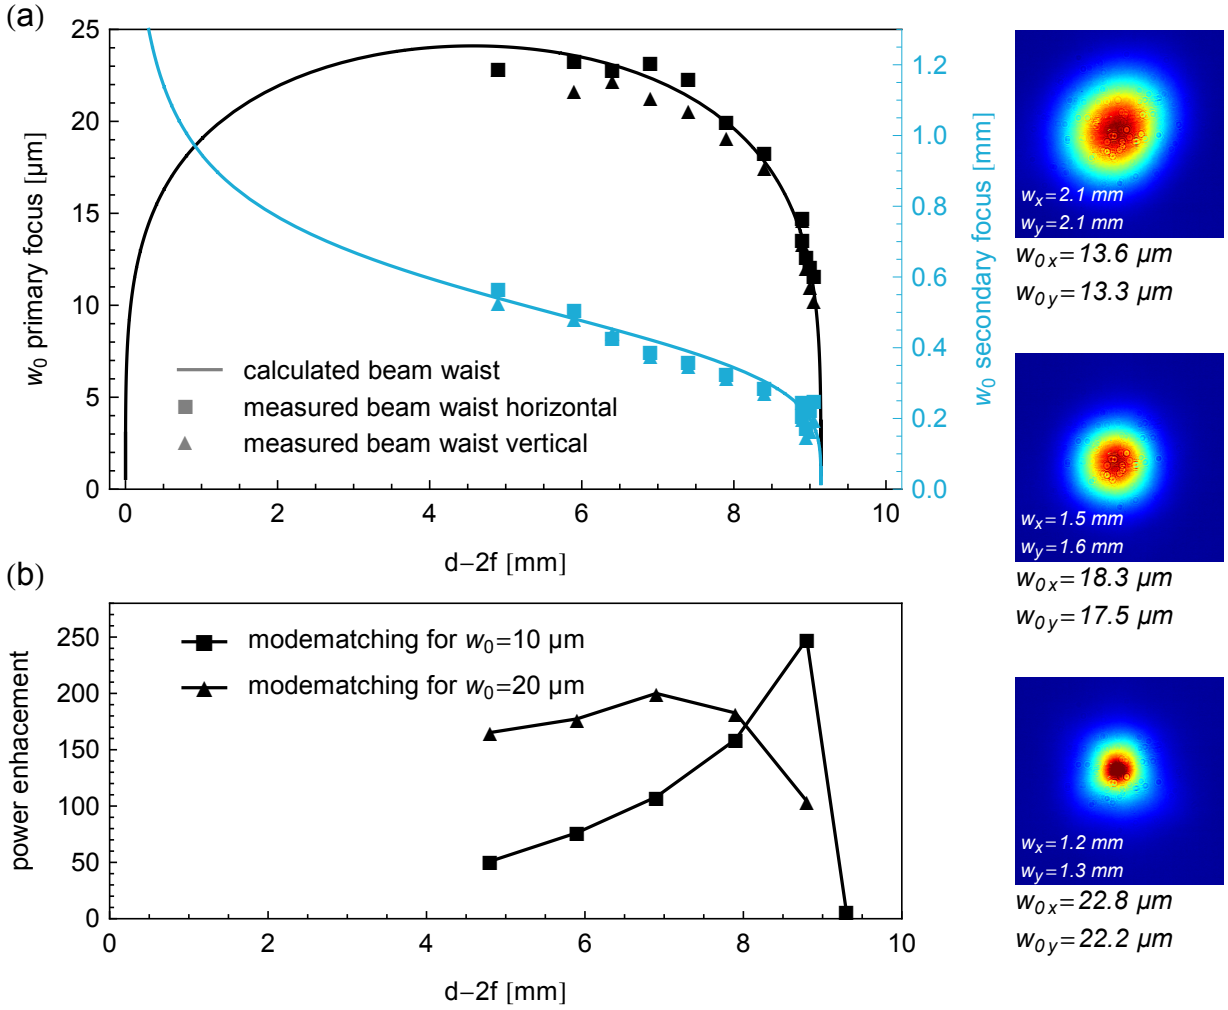 (a)
25
20
15
10
5
0
w0 primary focus [µm]
1.2
1.0
0.8
0.6
0.4
0.2
0.0
w0 secondary focus [mm]
calculated beam waist
measured beam waist horizontal
measured beam waist vertical
0 2 4 6 8 10
d−2f [mm]
(b)
250
200
150
100
50
0
power enhacement
modematching for w0=10 µm
modematching for w0=20 µm
0 2 4 6 8 10
d−2f [mm]
wx=2.1 mm
wy=2.1 mm
w0x=13.6 µm
w0y=13.3 µm
wx=1.5 mm
wy=1.6 mm
w0x=18.3 µm
w0y=17.5 µm
wx=1.2 mm
wy=1.3 mm
w0x=22.8 µm
w0y=22.2 µm